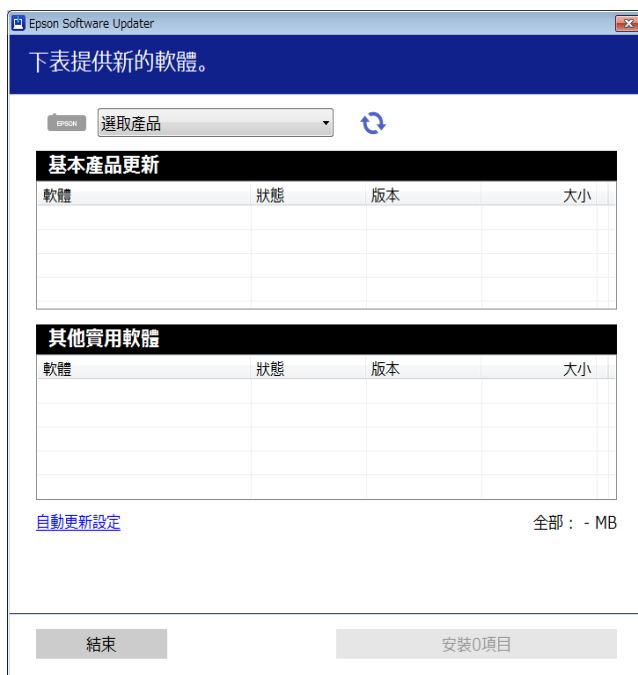 Epson Software Updater
下表提供新的軟體。
EPSON 選取產品
基本產品更新
軟體 狀態 版本 大小
其他實用軟體
軟體 狀態 版本 大小
自動更新設定 全部： - MB
結束 安裝0項目